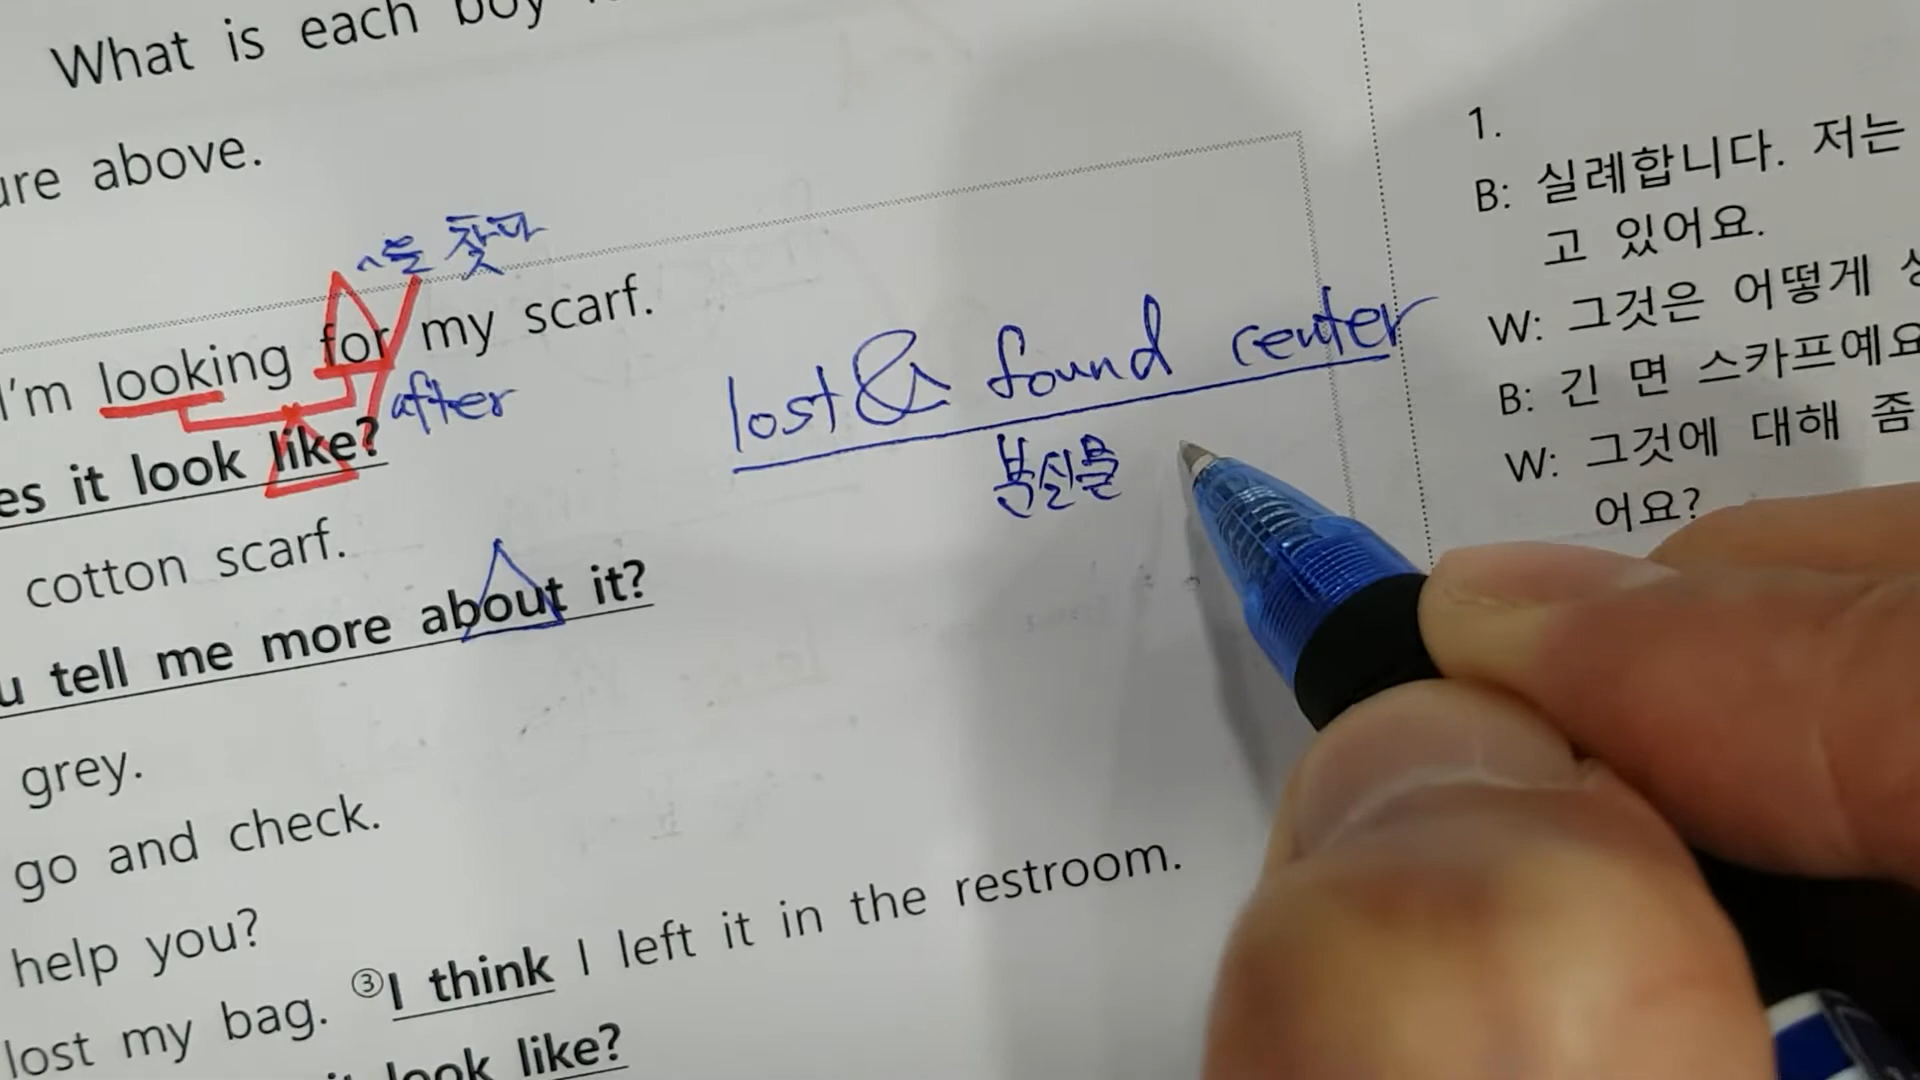 What is each boy
ure above.
~을 찾다
I'm looking for my scarf.
after
es it look like?
cotton scarf.
u tell me more about it?
grey.
go and check.
help you?
lost my bag. ③I think I left it in the restroom.
look like?
lost & found center
분실물
1.
B: 실례합니다. 저는
고 있어요.
W: 그것은 어떻게
B: 긴 면 스카프예요
W: 그것에 대해 좀
어요?